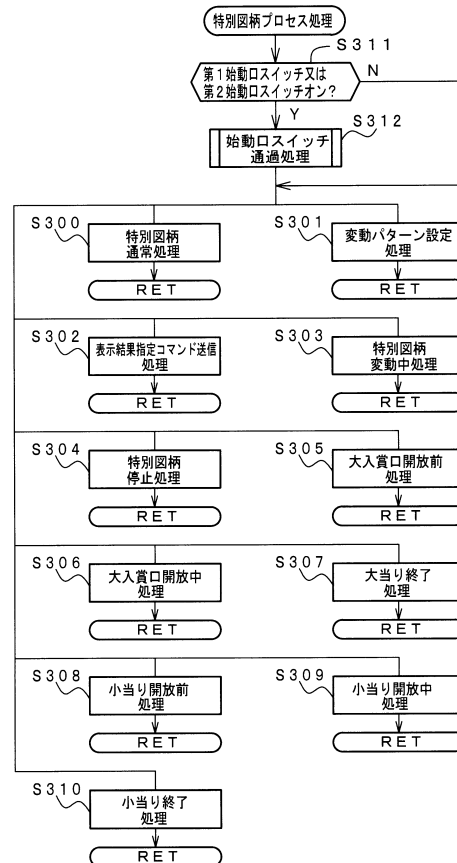 特別図柄プロセス処理
S311
第1始動口スイッチ又は
第2始動口スイッチオン?
N
Y
S312
始動口スイッチ
通過処理
S300
特別図柄
通常処理
RET
S301
変動パターン設定
処理
RET
S302
表示結果指定コマンド送信
処理
RET
S303
特別図柄
変動中処理
RET
S304
特別図柄
停止処理
RET
S305
大入賞口開放前
処理
RET
S306
大入賞口開放中
処理
RET
S307
大当り終了
処理
RET
S308
小当り開放前
処理
RET
S309
小当り開放中
処理
RET
S310
小当り終了
処理
RET